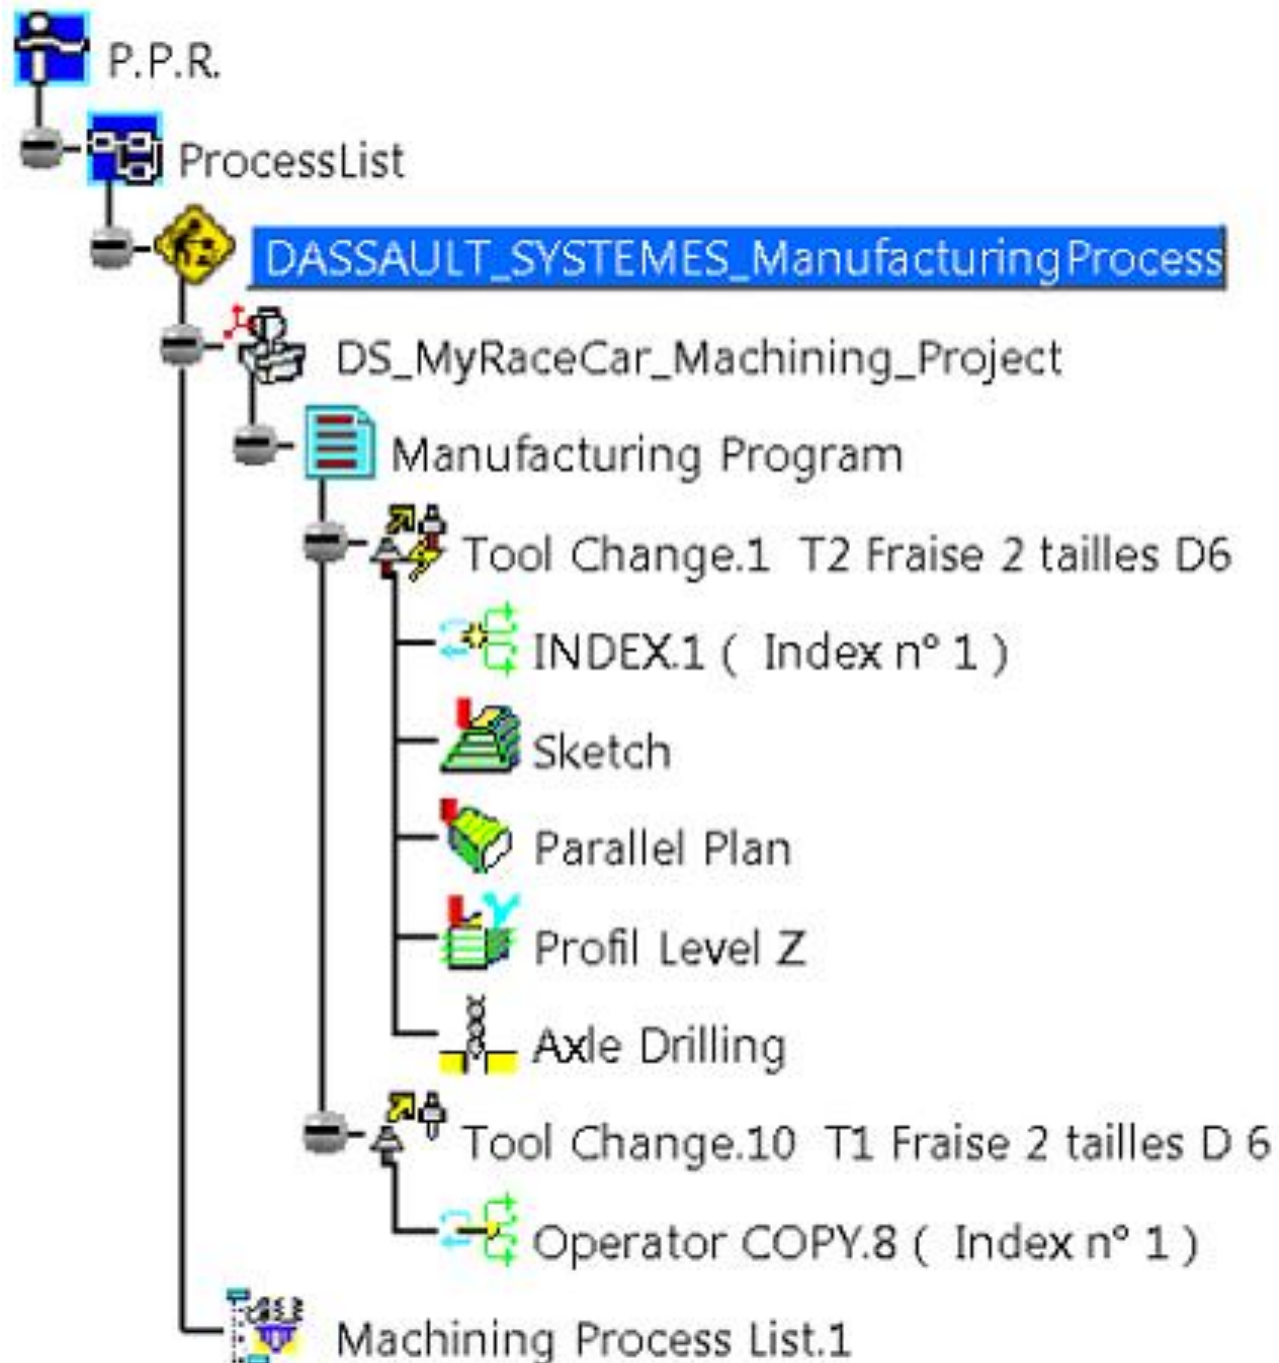 P.P.R.
ProcessList
DASSAULT_SYSTEMES_ManufacturingProcess
DS_MyRaceCar_Machining_Project
Manufacturing Program
Tool Change.1 T2 Fraise 2 tailles D6
INDEX.1 ( Index n° 1 )
Sketch
Parallel Plan
Profil Level Z
Axle Drilling
Tool Change.10 T1 Fraise 2 tailles D 6
Operator COPY.8 ( Index n° 1 )
Machining Process List.1